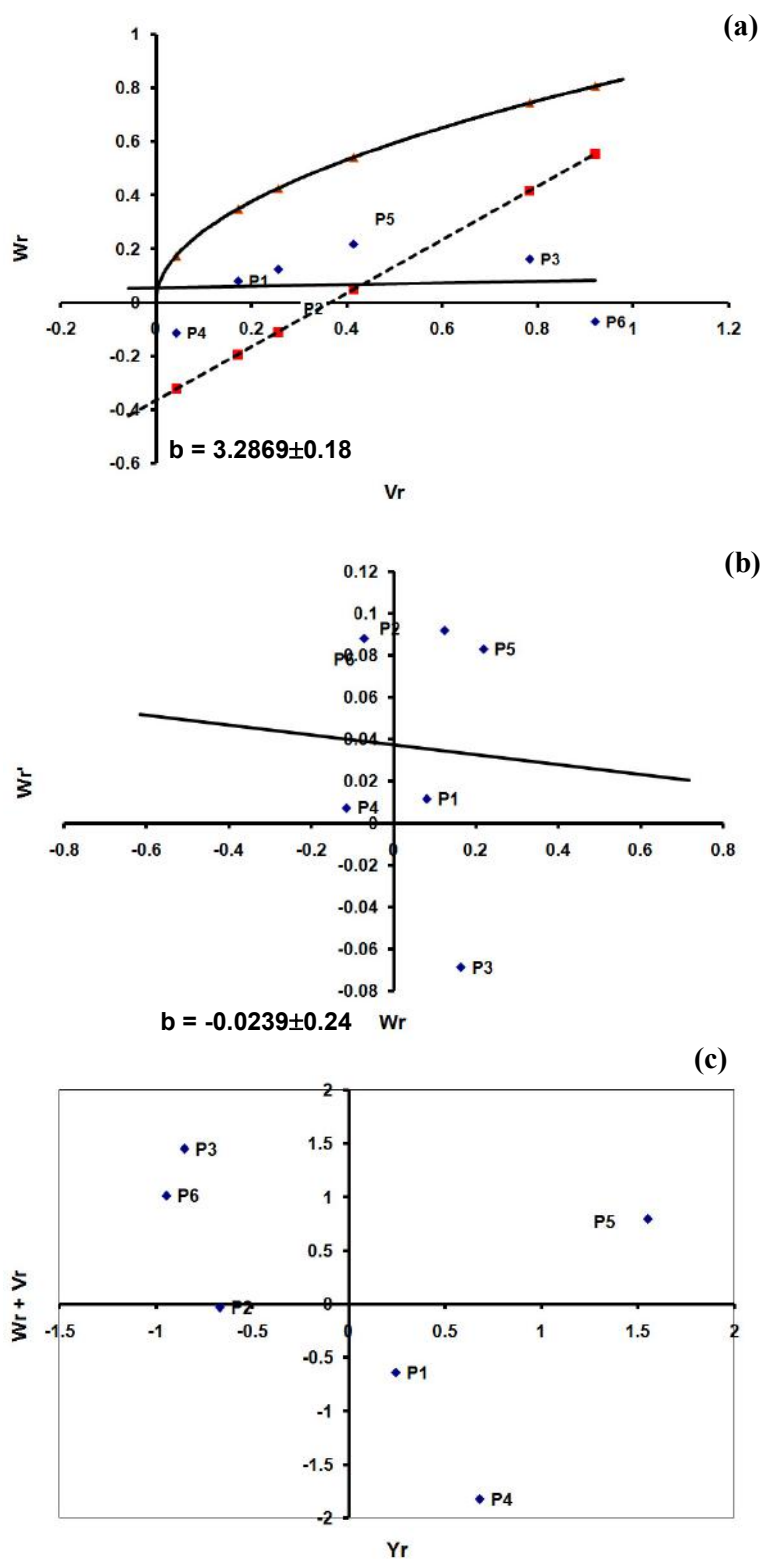 (a)
1
0.8
0.6
0.4
P5
Wr
0.2
P3
P1
0
P2
-0.2 0 0.2 0.4 0.6 0.8 1 1.2
P4
P6
-0.2
-0.4
b = 3.2869±0.18
-0.6
Vr
(b)
0.12
0.1
P2
P5
0.08
P6
0.06
0.04
Wr'
0.02
P4
P1
0
-0.8 -0.6 -0.4 -0.2 0 0.2 0.4 0.6 0.8
-0.02
-0.04
-0.06
P3
-0.08
b = -0.0239±0.24 Wr
(c)
2
P3
1.5
P6
1
P5
0.5
Wr + Vr
P2
0
-1.5 -1 -0.5 0 0.5 1 1.5 2
-0.5
P1
-1
-1.5
P4
-2
Yr